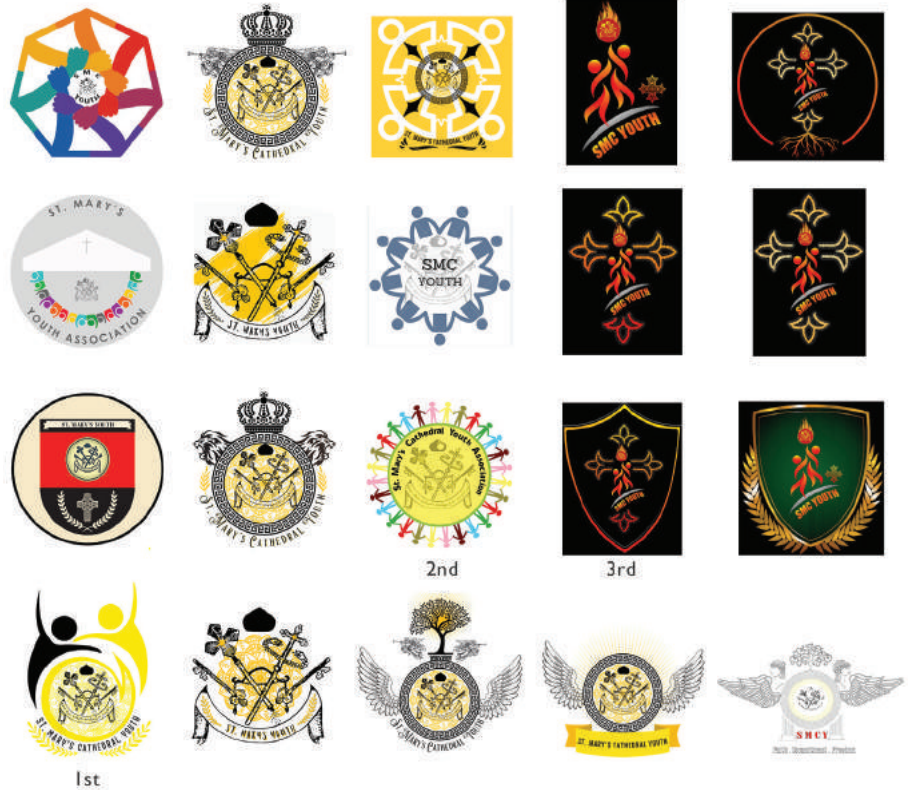 SMC
YOUTH
ST. MARY'S CATHEDRAL YOUTH
ST. MARY'S CATHEDRAL YOUTH
SMC YOUTH
SMC YOUTH
ST. MARY'S
YOUTH ASSOCIATION
ST. MARY'S YOUTH
SMC
YOUTH
SMC YOUTH
SMC YOUTH
ST. MARY'S YOUTH
ST. MARY'S CATHEDRAL YOUTH
St. Mary's Cathedral Youth Association
SMC YOUTH
SMC YOUTH
2nd
3rd
ST. MARY'S CATHEDRAL YOUTH
ST. MARY'S YOUTH
ST. MARY'S CATHEDRAL YOUTH
ST. MARY'S CATHEDRAL YOUTH
SMCY
1st